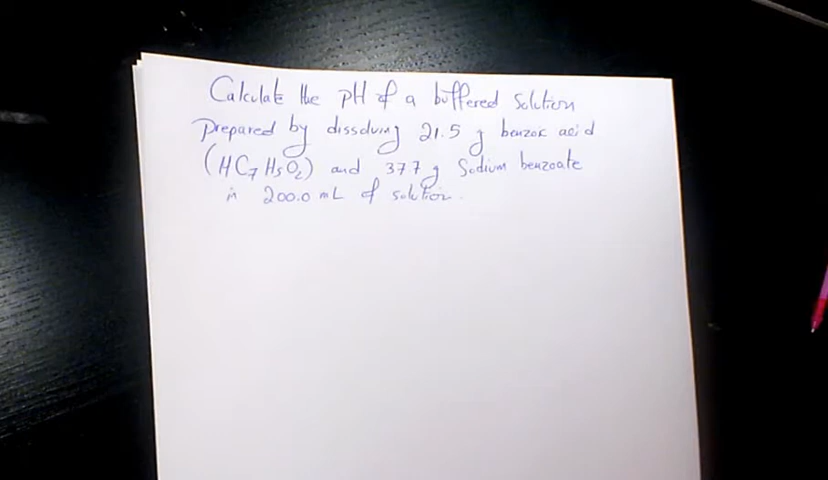 Calculate the pH of a buffered solution
Prepared by dissolving 21.5 g benzoic acid
(HC7H5O2) and 37.7 g Sodium benzoate
in 200.0 mL of solution.